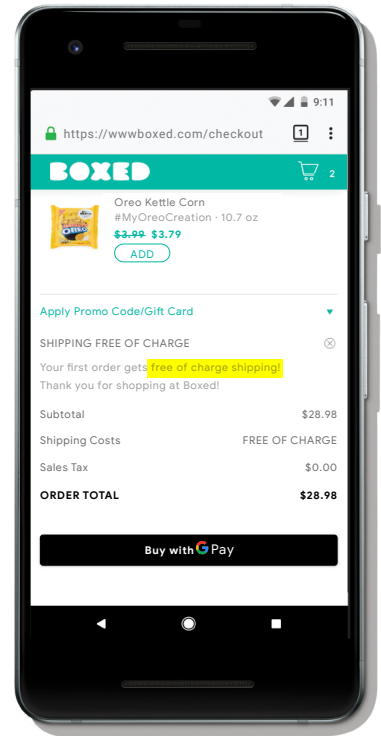 9:11
https://wwwboxed.com/checkout 1
BOXED 2
Oreo Kettle Corn
#MyOreoCreation · 10.7 oz
$3.99 $3.79
OREO
ADD
Apply Promo Code/Gift Card
SHIPPING FREE OF CHARGE
Your first order gets free of charge shipping!
Thank you for shopping at Boxed!
Subtotal $28.98
Shipping Costs FREE OF CHARGE
Sales Tax $0.00
ORDER TOTAL $28.98
Buy with G Pay